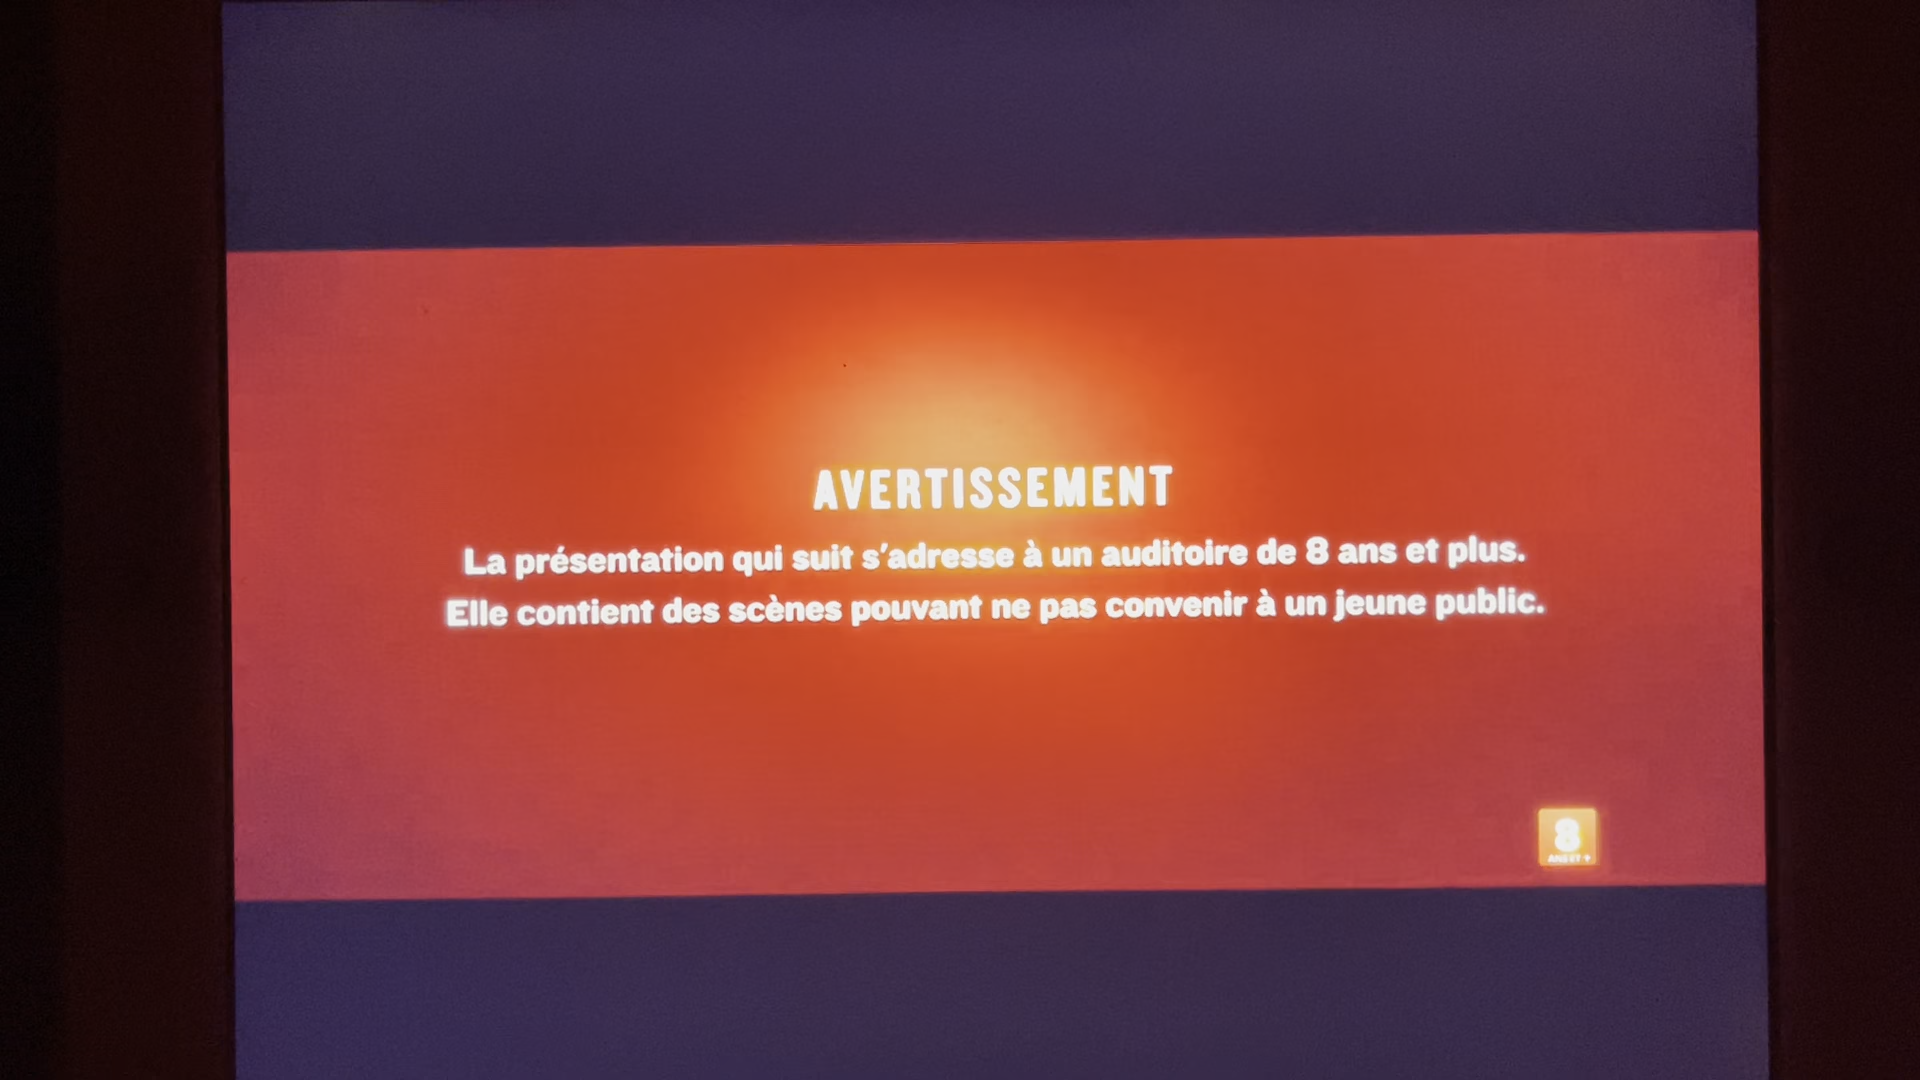 AVERTISSEMENT
La présentation qui suit s'adresse à un auditoire de 8 ans et plus.
Elle contient des scènes pouvant ne pas convenir à un jeune public.
8